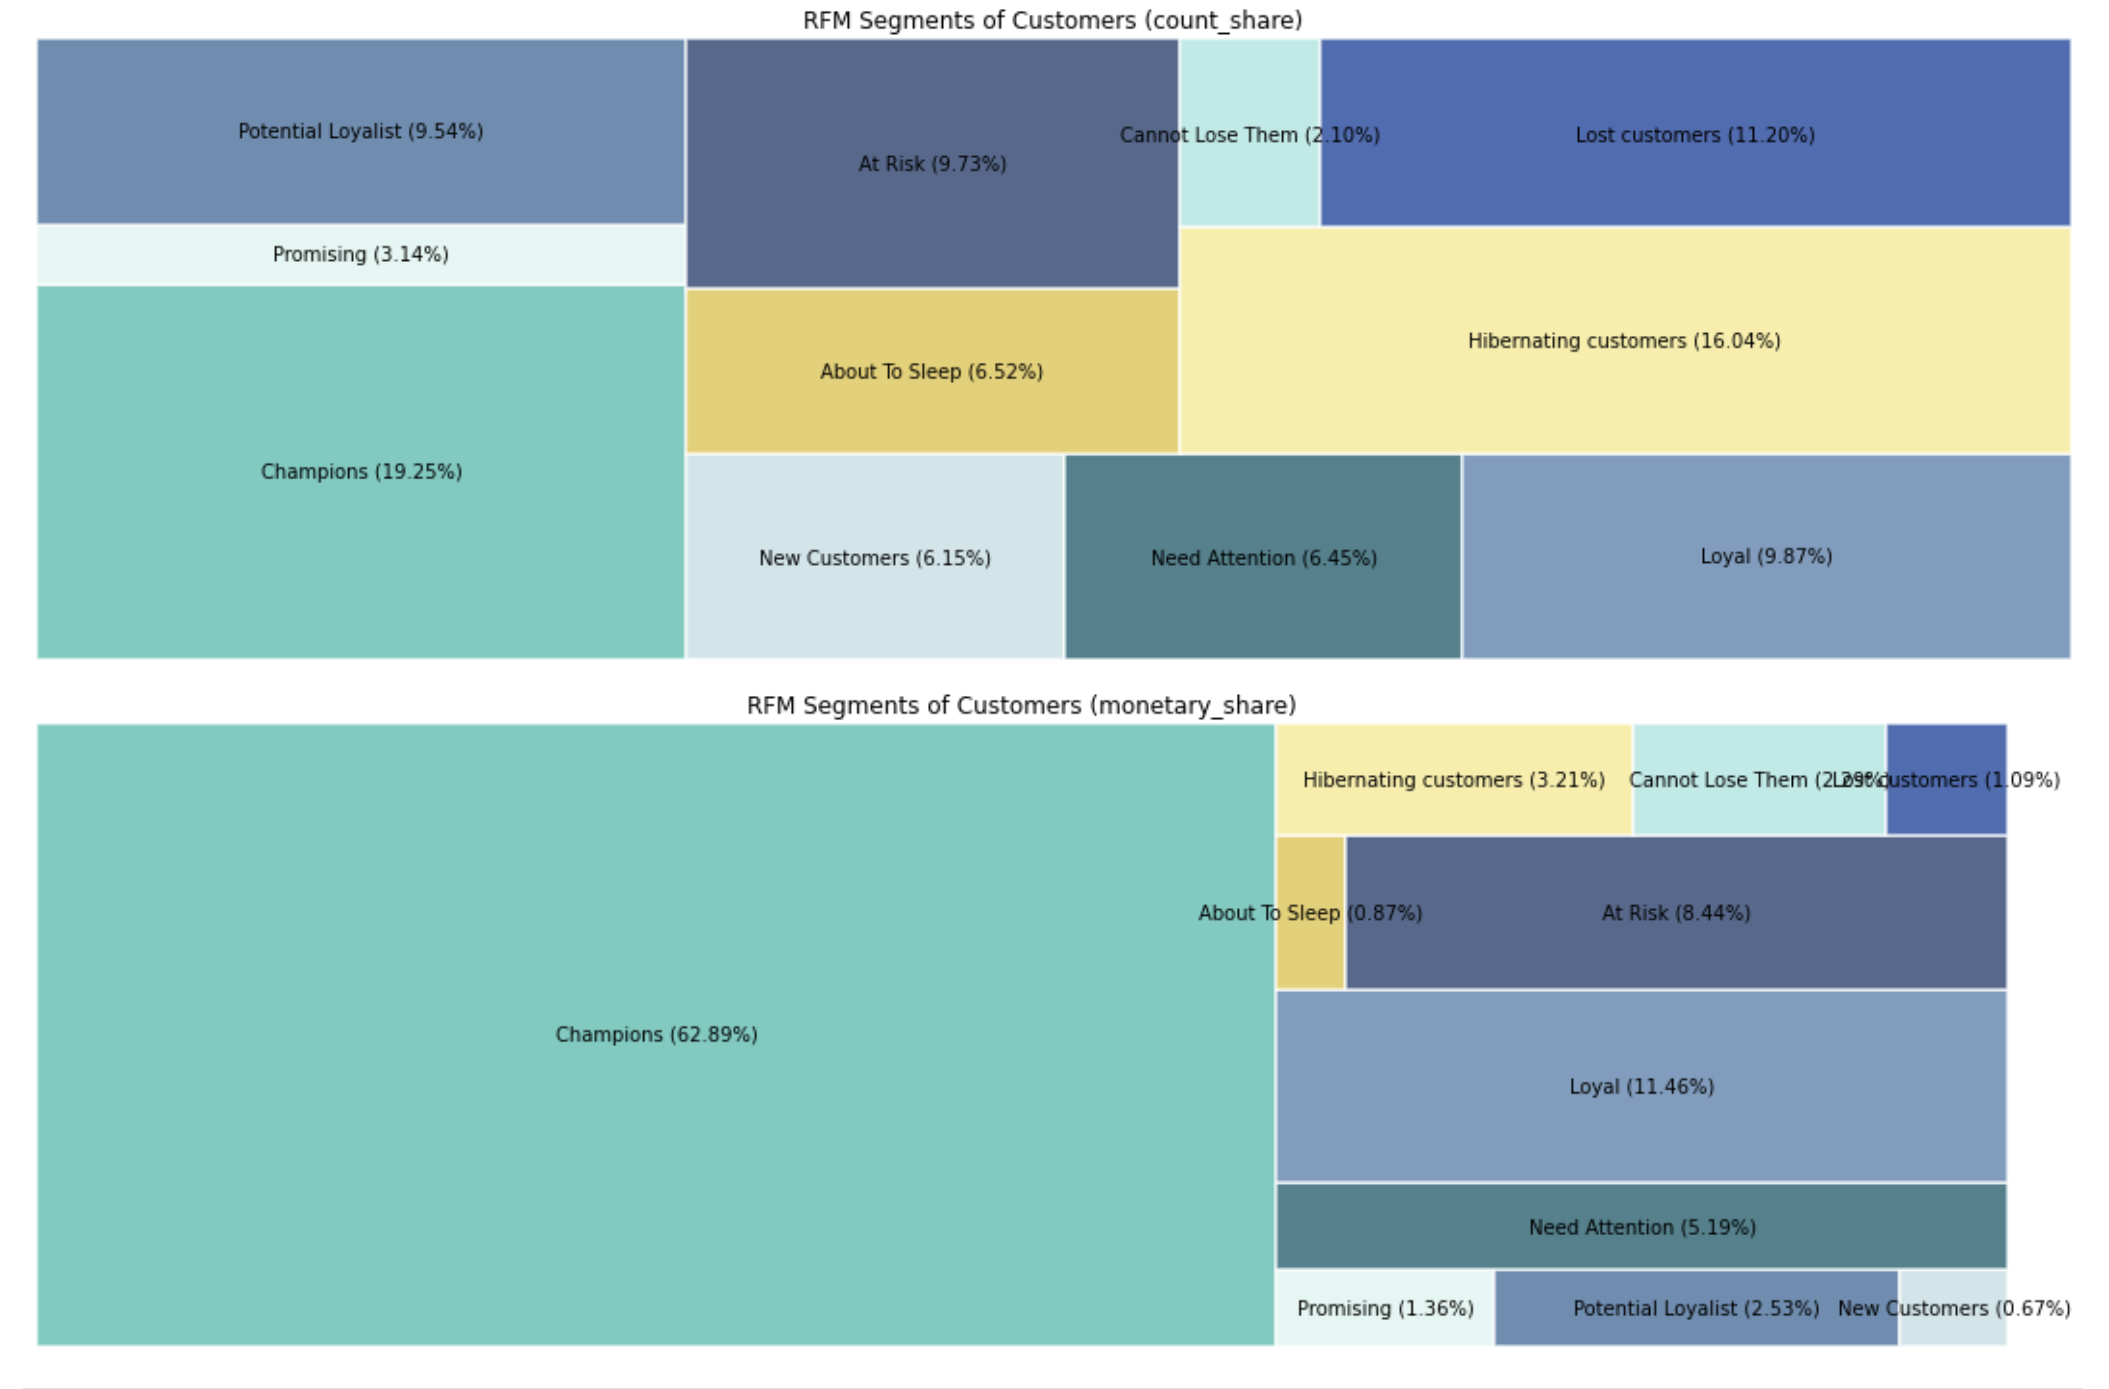 RFM Segments of Customers (count_share)
Potential Loyalist (9.54%)
At Risk (9.73%)
Cannot Lose Them (2.10%)
Lost customers (11.20%)
Promising (3.14%)
Hibernating customers (16.04%)
About To Sleep (6.52%)
Champions (19.25%)
New Customers (6.15%)
Need Attention (6.45%)
Loyal (9.87%)
RFM Segments of Customers (monetary_share)
Hibernating customers (3.21%)
Cannot Lose Them (2.29%)
Lost customers (1.09%)
About To Sleep (0.87%)
At Risk (8.44%)
Champions (62.89%)
Loyal (11.46%)
Need Attention (5.19%)
Promising (1.36%)
Potential Loyalist (2.53%)
New Customers (0.67%)